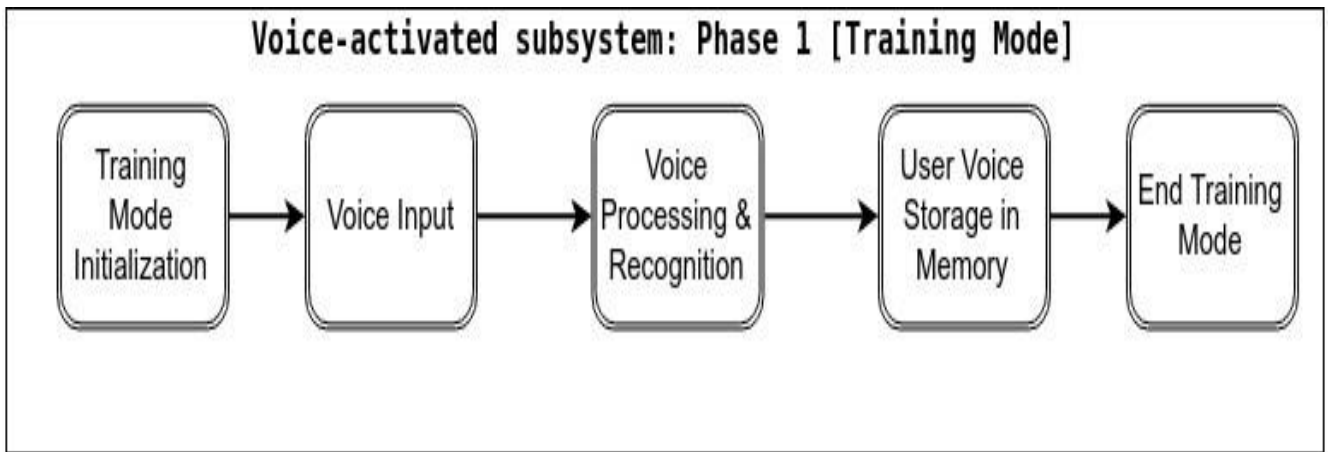 Voice-activated subsystem: Phase 1 [Training Mode]
Training
Mode
Initialization
Voice Input
Voice
Processing &
Recognition
User Voice
Storage in
Memory
End Training
Mode